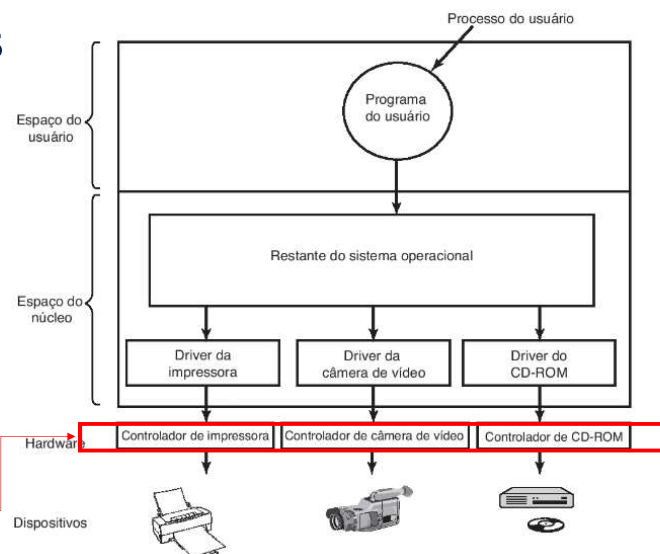 Processo do usuário
Programa
do usuário
Espaço do
usuário
Restante do sistema operacional
Espaço do
núcleo
Driver da
impressora
Driver da
câmera de vídeo
Driver do
CD-ROM
Hardware
Controlador de impressora
Controlador de câmera de vídeo
Controlador de CD-ROM
Dispositivos